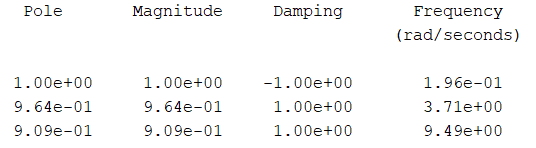 Pole Magnitude Damping Frequency
(rad/seconds)
1.00e+00 1.00e+00 -1.00e+00 1.96e-01
9.64e-01 9.64e-01 1.00e+00 3.71e+00
9.09e-01 9.09e-01 1.00e+00 9.49e+00